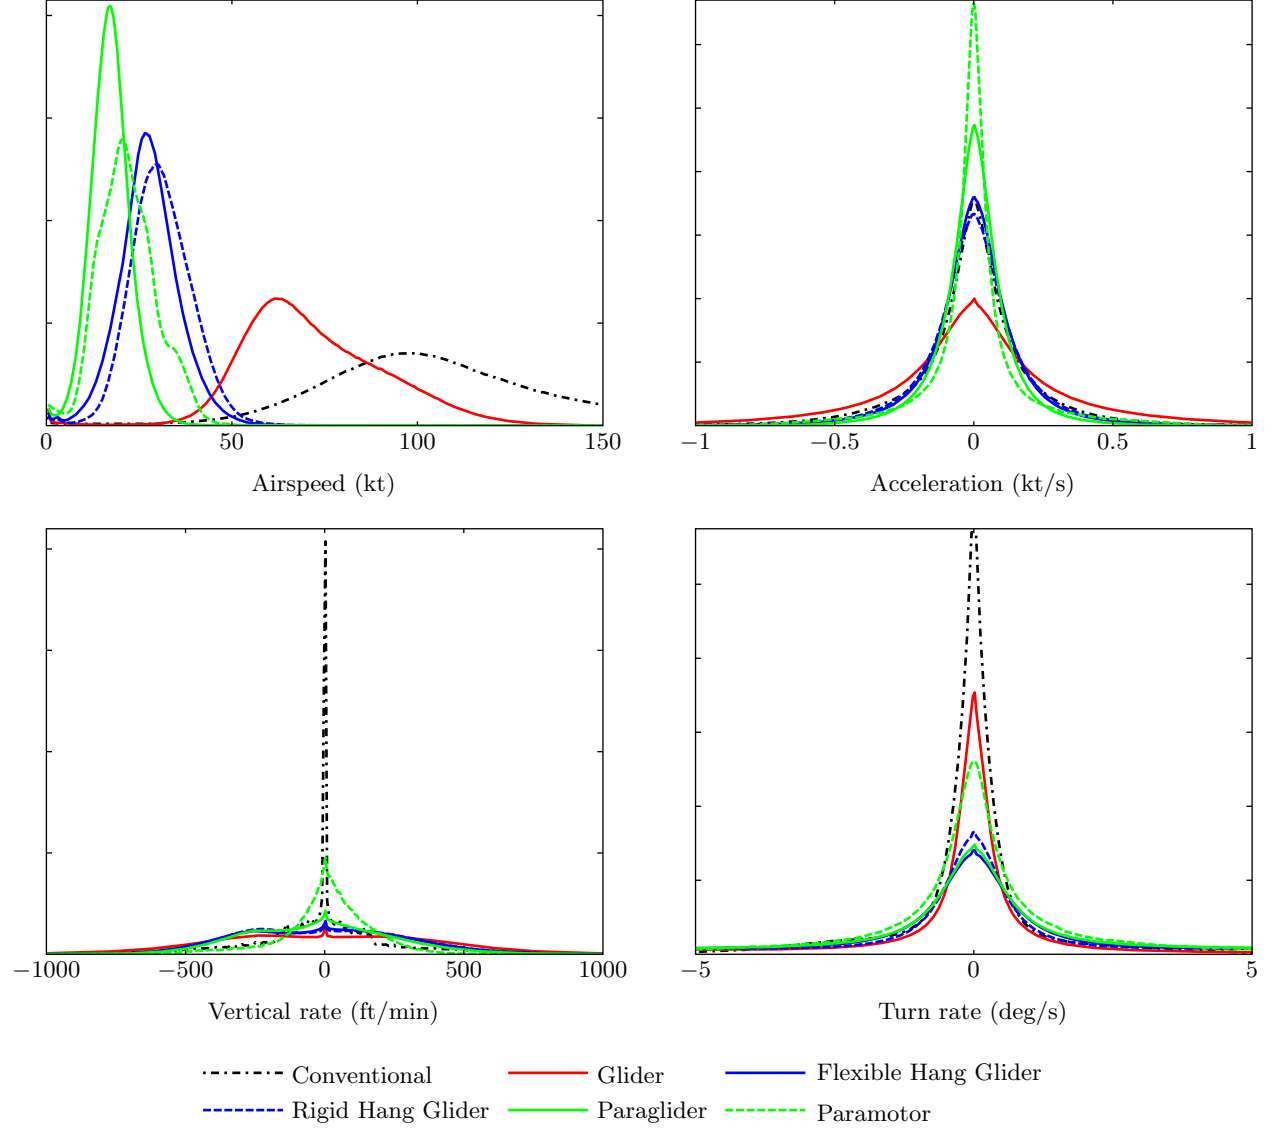 0 50 100 150
Airspeed (kt)
−1 −0.5 0 0.5 1
Acceleration (kt/s)
−1000 −500 0 500 1000
Vertical rate (ft/min)
−5 0 5
Turn rate (deg/s)
Conventional Glider Flexible Hang Glider
Rigid Hang Glider Paraglider Paramotor